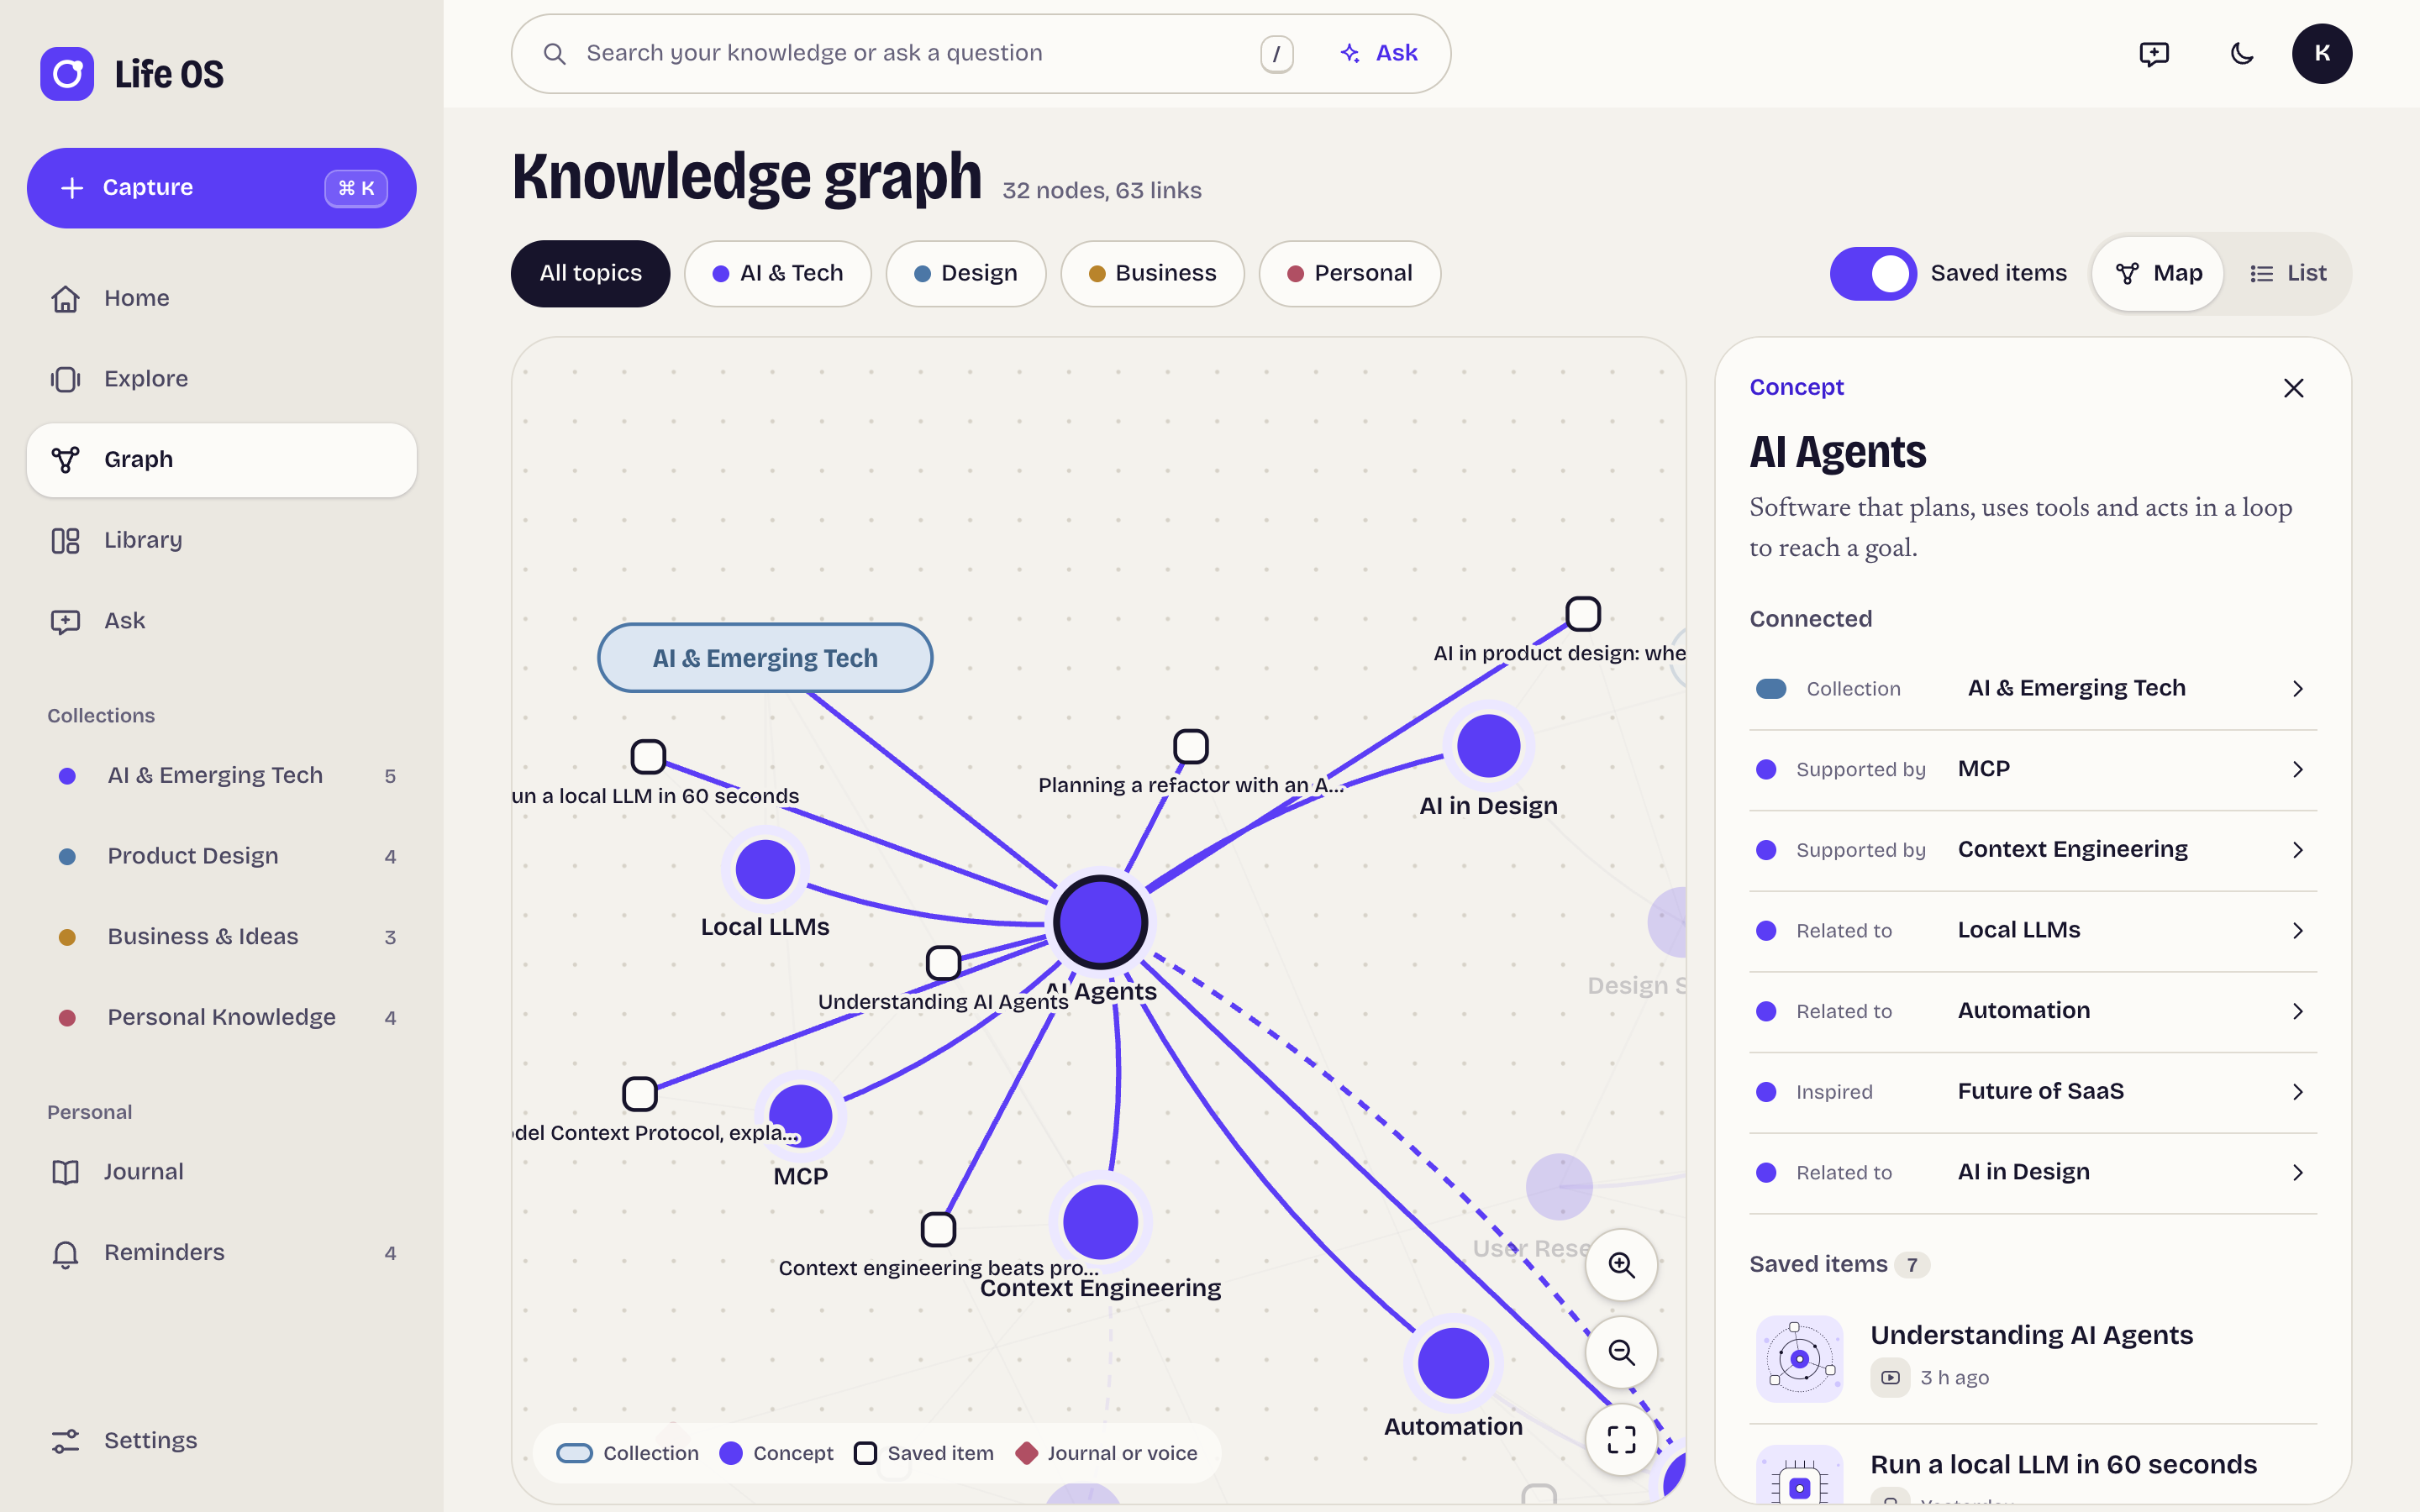 Life OS
Capture
⌘ K
Home
Explore
Graph
Library
Ask
Collections
AI & Emerging Tech 5
Product Design 4
Business & Ideas 3
Personal Knowledge 4
Personal
Journal
Reminders 4
Settings
Search your knowledge or ask a question / Ask
K
Knowledge graph 32 nodes, 63 links
All topics AI & Tech Design Business Personal
Saved items Map List
AI & Emerging Tech
AI in product design: whe
un a local LLM in 60 seconds
Planning a refactor with an A...
AI in Design
Local LLMs
AI Agents
Understanding AI Agents
Design S
del Context Protocol, expla...
MCP
User Rese
Context engineering beats pro...
Context Engineering
Automation
Collection Concept Saved item Journal or voice
Concept
AI Agents
Software that plans, uses tools and acts in a loop
to reach a goal.
Connected
Collection AI & Emerging Tech
Supported by MCP
Supported by Context Engineering
Related to Local LLMs
Related to Automation
Inspired Future of SaaS
Related to AI in Design
Saved items 7
Understanding AI Agents
3 h ago
Run a local LLM in 60 seconds